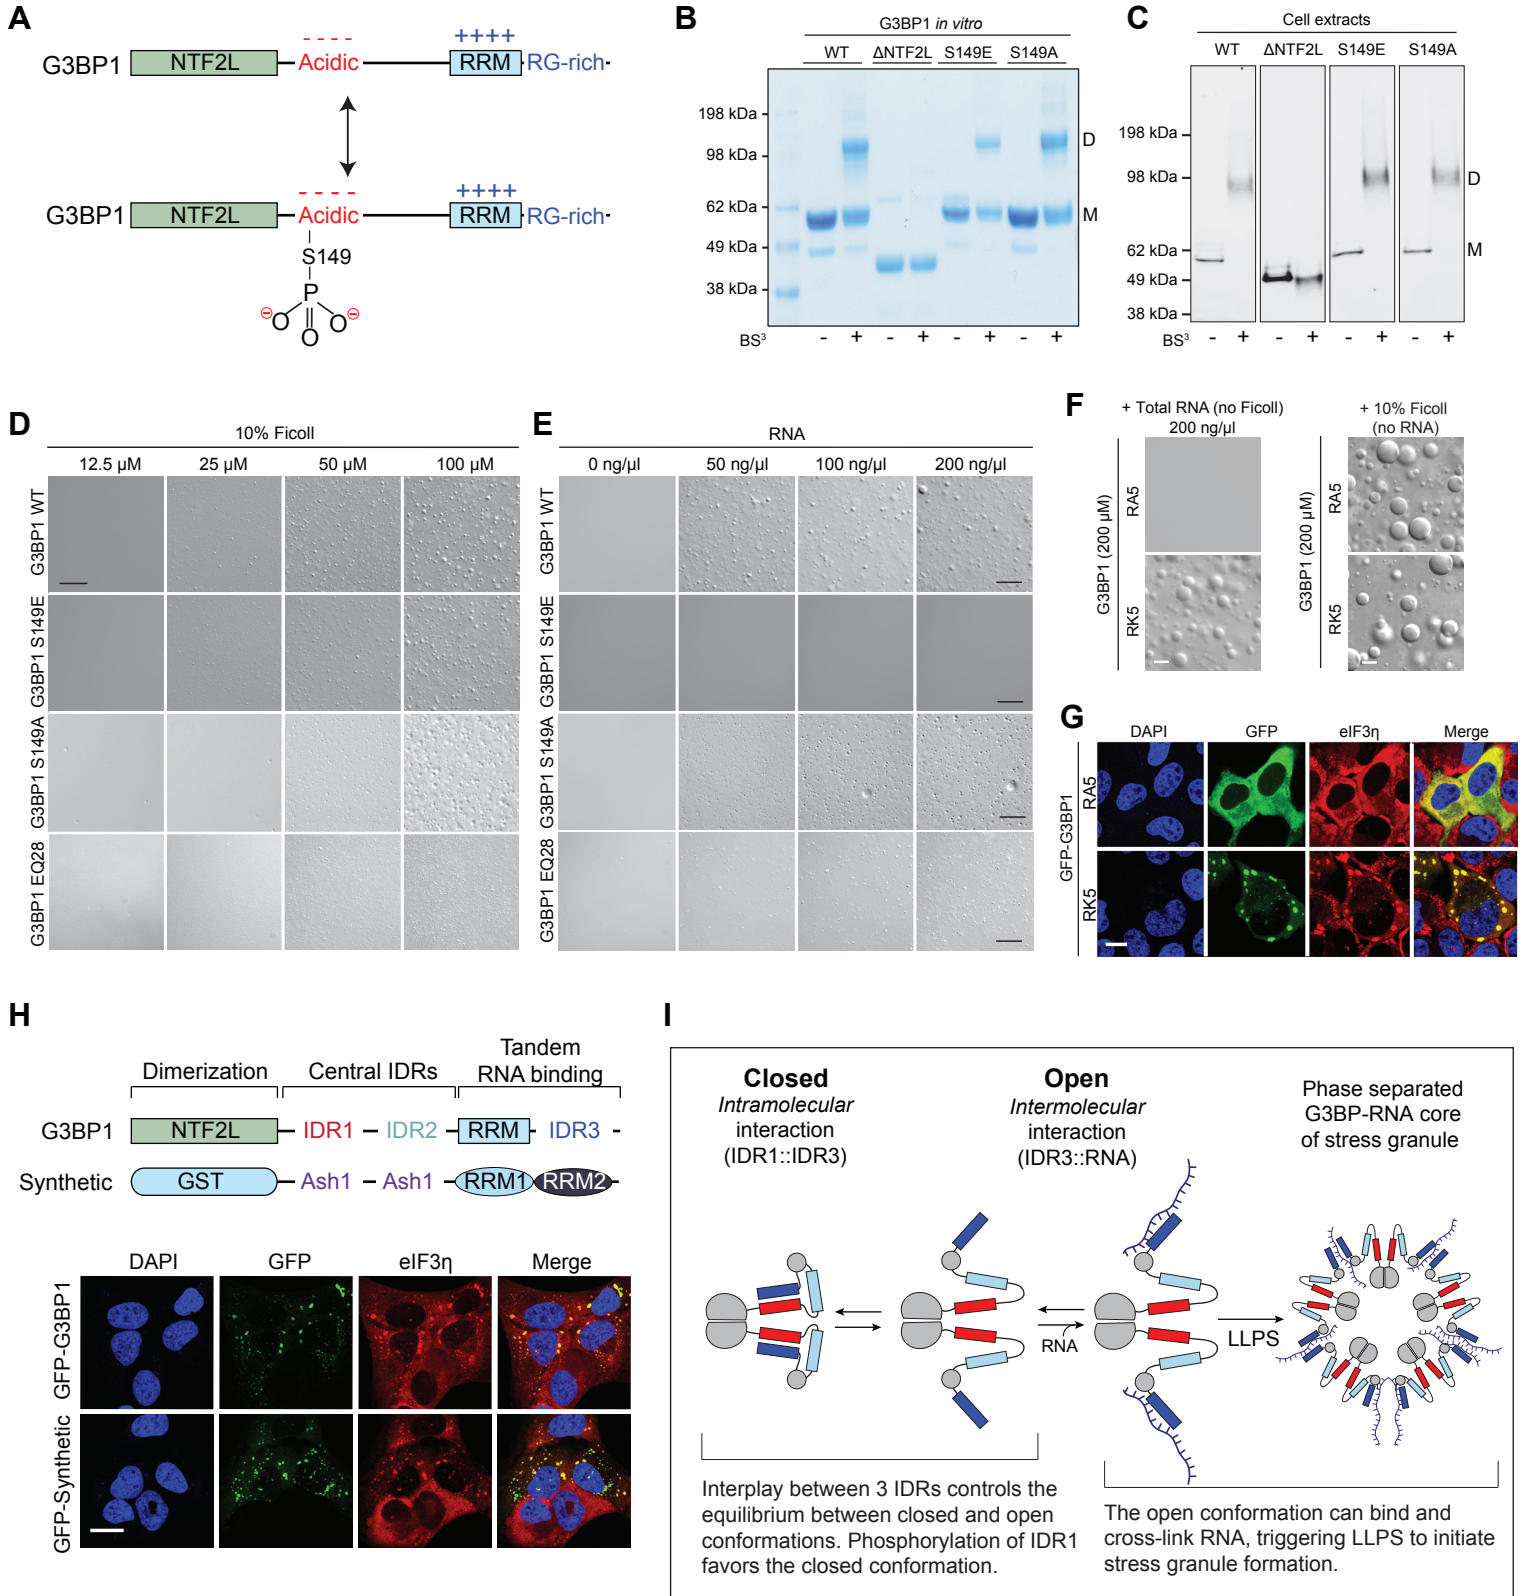 A
- - - -
++++
G3BP1 NTF2L Acidic RRM RG-rich
- - - -
++++
G3BP1 NTF2L Acidic RRM RG-rich
S149
P
⊖ O O ⊖
O
B
G3BP1 in vitro
WT ΔNTF2L S149E S149A
198 kDa
98 kDa
62 kDa
49 kDa
38 kDa
D
M
BS³ - + - + - + - +
C
Cell extracts
WT ΔNTF2L S149E S149A
198 kDa
98 kDa
62 kDa
49 kDa
38 kDa
D
M
BS³ - + - + - + - +
D
10% Ficoll
12.5 µM 25 µM 50 µM 100 µM
G3BP1 WT
G3BP1 S149E
G3BP1 S149A
G3BP1 EQ28
E
RNA
0 ng/µl 50 ng/µl 100 ng/µl 200 ng/µl
G3BP1 WT
G3BP1 S149E
G3BP1 S149A
G3BP1 EQ28
F
+ Total RNA (no Ficoll)
200 ng/µl
G3BP1 (200 µM)
RA5
RK5
+ 10% Ficoll
(no RNA)
G3BP1 (200 µM)
RA5
RK5
G
DAPI GFP eIF3η Merge
GFP-G3BP1
RA5
RK5
H
Dimerization Central IDRs Tandem
RNA binding
G3BP1 NTF2L IDR1 IDR2 RRM IDR3
Synthetic GST Ash1 Ash1 RRM1 RRM2
DAPI GFP eIF3η Merge
GFP-G3BP1
GFP-Synthetic
I
Closed
Intramolecular
interaction
(IDR1::IDR3)
Open
Intermolecular
interaction
(IDR3::RNA)
Phase separated
G3BP-RNA core
of stress granule
RNA
LLPS
Interplay between 3 IDRs controls the
equilibrium between closed and open
conformations. Phosphorylation of IDR1
favors the closed conformation.
The open conformation can bind and
cross-link RNA, triggering LLPS to initiate
stress granule formation.